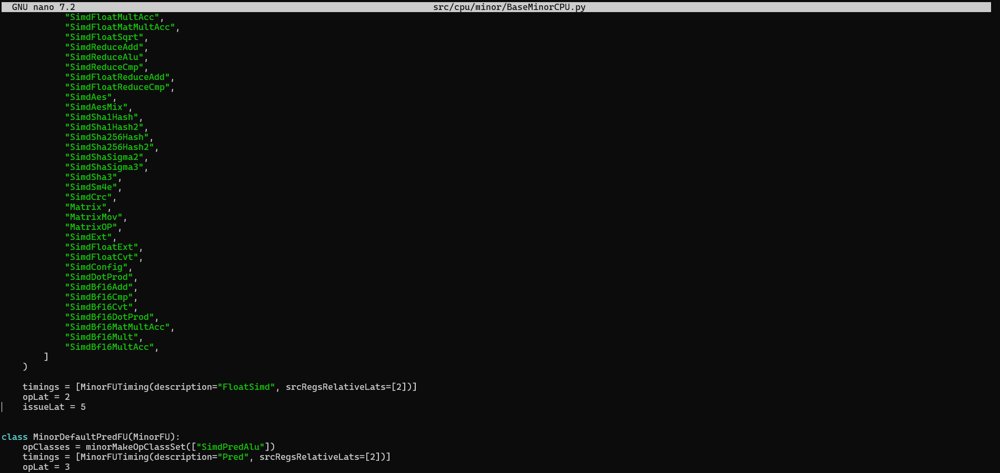 GNU nano 7.2 src/cpu/minor/BaseMinorCPU.py
"SimdFloatMultAcc",
"SimdFloatMatMultAcc",
"SimdFloatSqrt",
"SimdReduceAdd",
"SimdReduceAlu",
"SimdReduceCmp",
"SimdFloatReduceAdd",
"SimdFloatReduceCmp",
"SimdAes",
"SimdAesMix",
"SimdSha1Hash",
"SimdSha1Hash2",
"SimdSha256Hash",
"SimdSha256Hash2",
"SimdShaSigma2",
"SimdShaSigma3",
"SimdSha3",
"SimdSm4e",
"SimdCrc",
"Matrix",
"MatrixMov",
"MatrixOP",
"SimdExt",
"SimdFloatExt",
"SimdFloatCvt",
"SimdConfig",
"SimdDotProd",
"SimdBf16Add",
"SimdBf16Cmp",
"SimdBf16Cvt",
"SimdBf16DotProd",
"SimdBf16MatMultAcc",
"SimdBf16Mult",
"SimdBf16MultAcc",
]
)
timings = [MinorFUTiming(description="FloatSimd", srcRegsRelativeLats=[2])]
opLat = 2
issueLat = 5
class MinorDefaultPredFU(MinorFU):
opClasses = minorMakeOpClassSet(["SimdPredAlu"])
timings = [MinorFUTiming(description="Pred", srcRegsRelativeLats=[2])]
opLat = 3